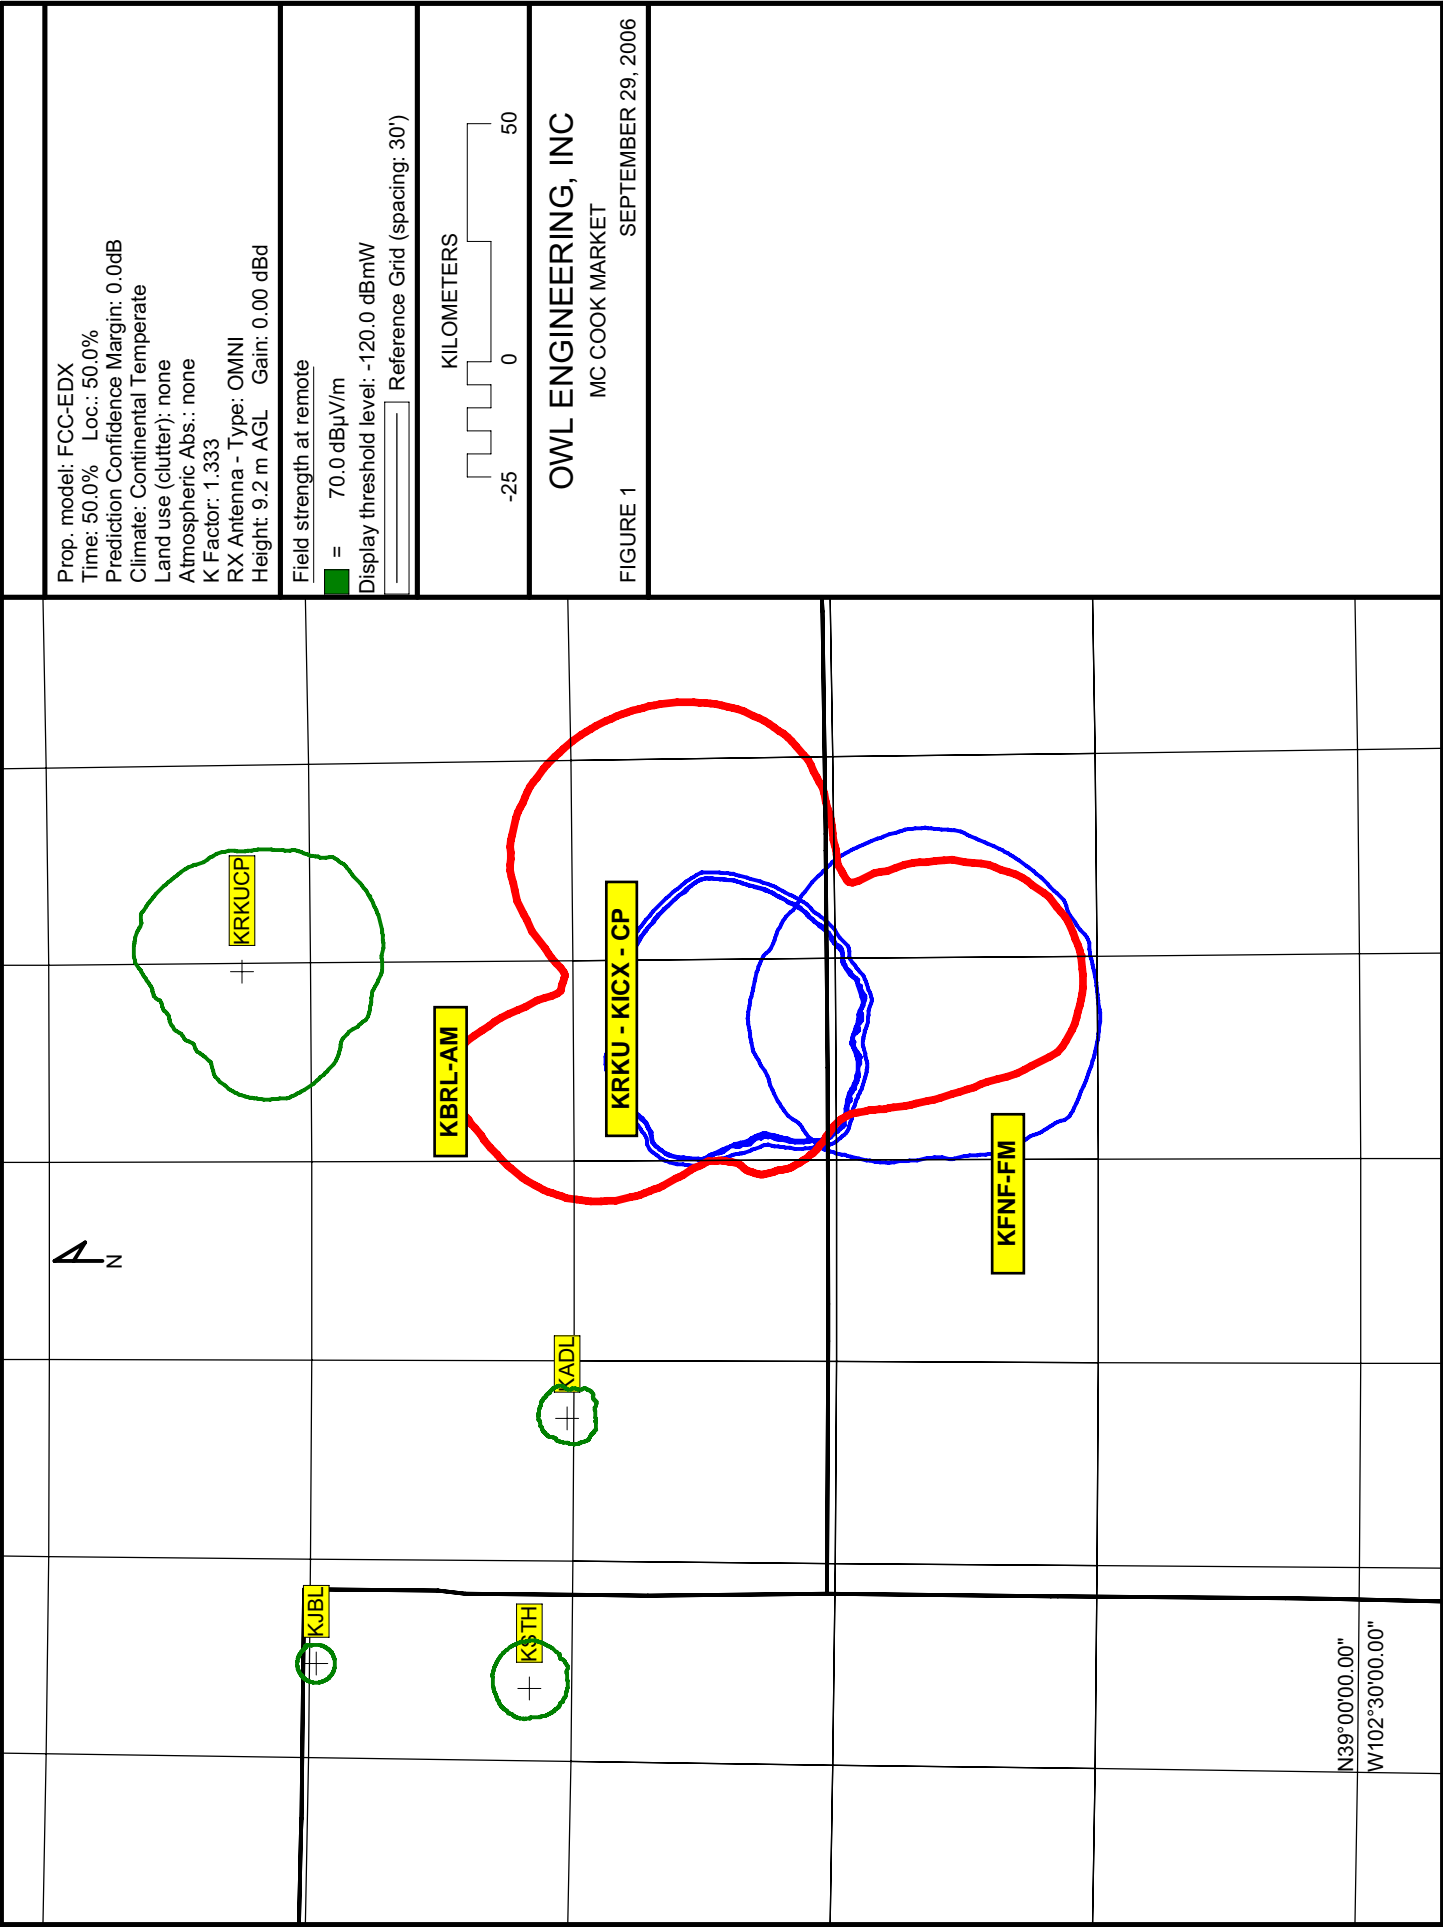 Prop. model: FCC-EDX
Time: 50.0% Loc.: 50.0%
Prediction Confidence Margin: 0.0dB
Climate: Continental Temperate
Land use (clutter): none
Atmospheric Abs.: none
K Factor: 1.333
RX Antenna - Type: OMNI
Height: 9.2 m AGL Gain: 0.00 dBd
Field strength at remote
= 70.0 dBµV/m
Display threshold level: -120.0 dBmW
Reference Grid (spacing: 30')
KILOMETERS
-25 0 50
OWL ENGINEERING, INC
MC COOK MARKET
FIGURE 1 SEPTEMBER 29, 2006
KRKUCP
KBRL-AM
KRKU - KICX - CP
KFNF-FM
N
KADL
KJBL
KSTH
N39°00'00.00"
W102°30'00.00"